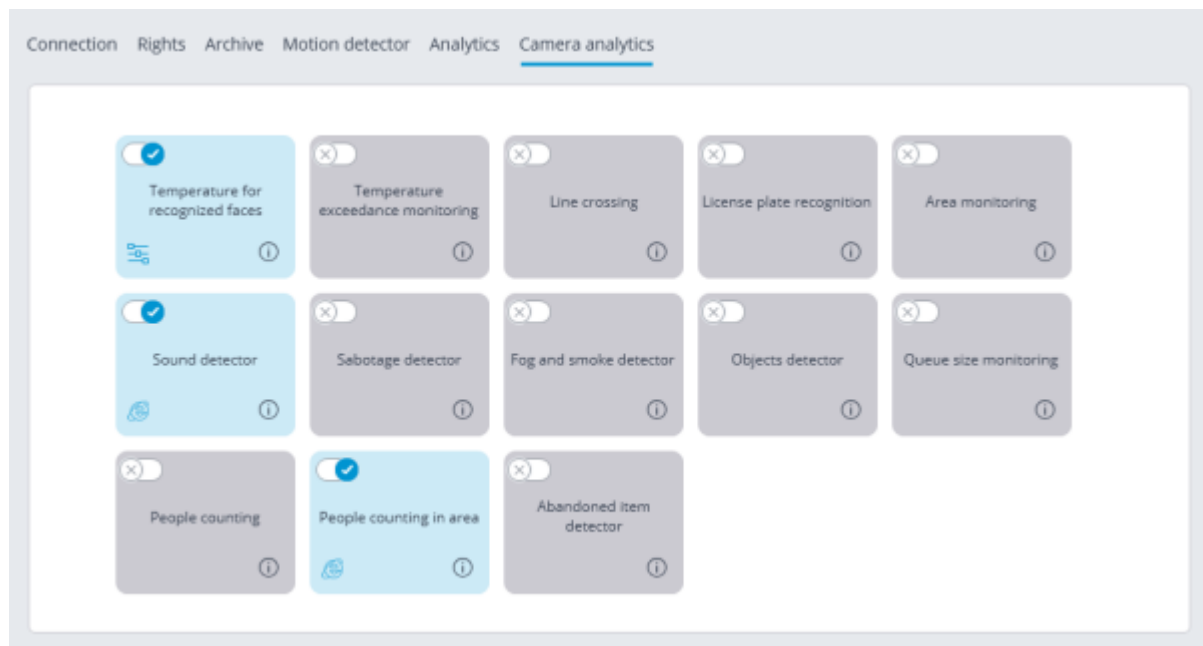 Connection Rights Archive Motion detector Analytics Camera analytics
Temperature for
recognized faces
Temperature
exceedance monitoring
Line crossing
License plate recognition
Area monitoring
Sound detector
Sabotage detector
Fog and smoke detector
Objects detector
Queue size monitoring
People counting
People counting in area
Abandoned item
detector